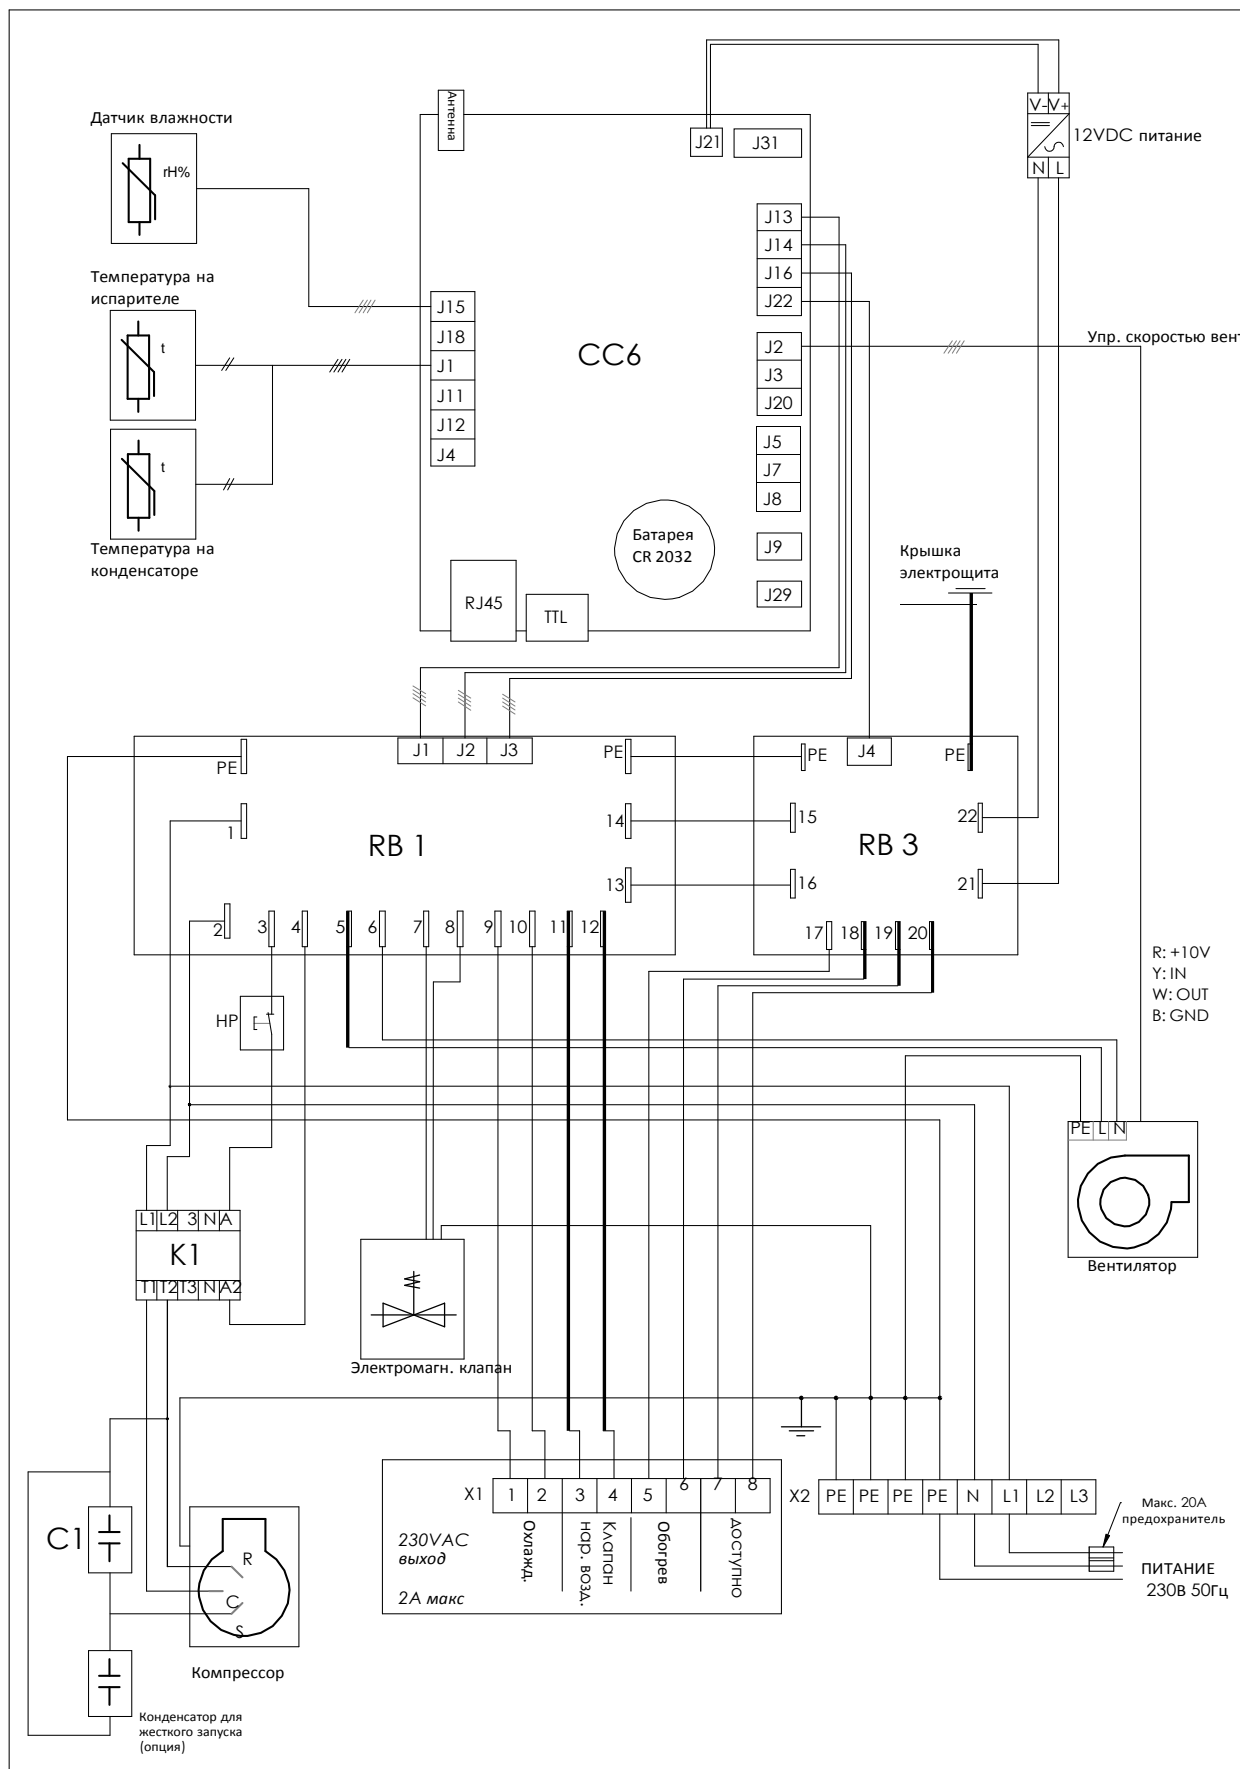 Антенна
Датчик влажности
rH%
J21
J31
V-
V+
12VDC питание
N
L
Температура на
испарителе
t
J15
J18
J1
J11
J12
J4
CC6
J13
J14
J16
J22
J2
J3
J20
J5
J7
J8
J9
J29
Упр. скоростью вент
t
Температура на
конденсаторе
Батарея
CR 2032
RJ45
TTL
Крышка
электрощита
J1
J2
J3
PE
PE
1
2
14
13
RB 1
3
4
5
6
7
8
9
10
11
12
PE
J4
PE
15
16
22
21
RB 3
17
18
19
20
R: +10V
Y: IN
W: OUT
B: GND
HP
PE
L
N
Вентилятор
L1
L2
3
N
A
K1
T1
T2
T3
N
A2
Электромагн. клапан
X1
1
2
3
4
5
6
7
8
Охлажд.
нар. возд.
Клапан
Обогрев
доступно
230VAC
выход
2A макс
X2
PE
PE
PE
PE
N
L1
L2
L3
Макс. 20А
предохранитель
ПИТАНИЕ
230В 50Гц
C1
R
C
S
Компрессор
Конденсатор для
жесткого запуска
(опция)